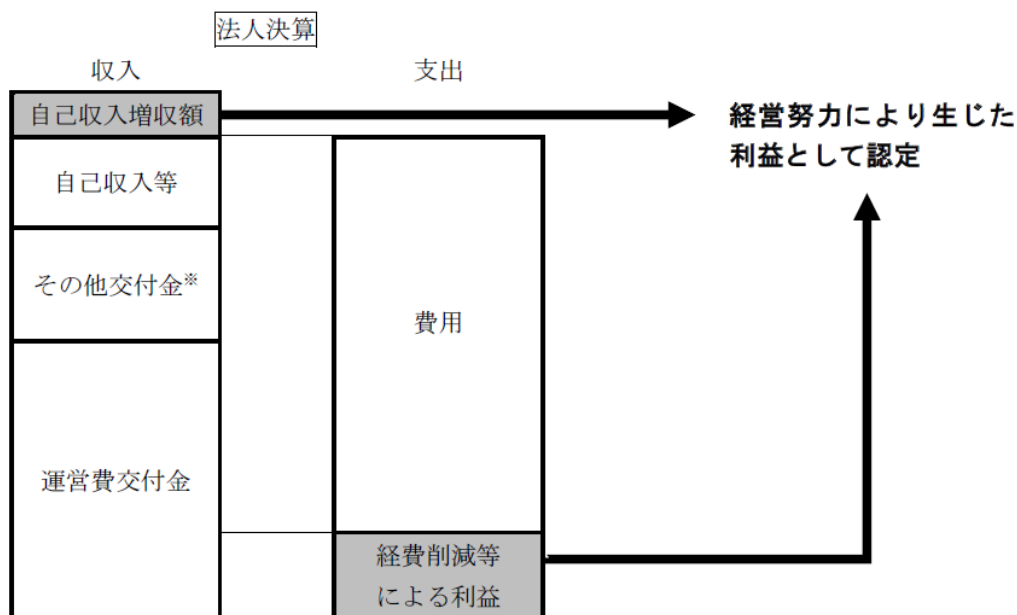 法人決算
収入
支出
自己収入増収額
経営努力により生じた
利益として認定
自己収入等
その他交付金※
費用
運営費交付金
経費削減等
による利益